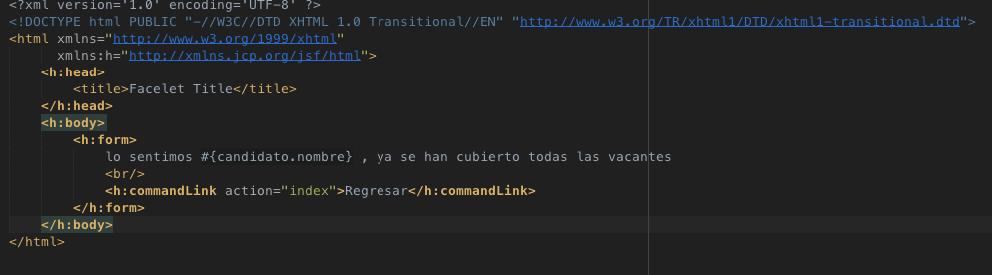 <?xml version='1.0' encoding='UTF-8' ?>
<!DOCTYPE html PUBLIC "-//W3C//DTD XHTML 1.0 Transitional//EN" "http://www.w3.org/TR/xhtml1/DTD/xhtml1-transitional.dtd">
<html xmlns="http://www.w3.org/1999/xhtml"
xmlns:h="http://xmlns.jcp.org/jsf/html">
<h:head>
<title>Facelet Title</title>
</h:head>
<h:body>
<h:form>
lo sentimos #{candidato.nombre} , ya se han cubierto todas las vacantes
<br/>
<h:commandLink action="index">Regresar</h:commandLink>
</h:form>
</h:body>
</html>